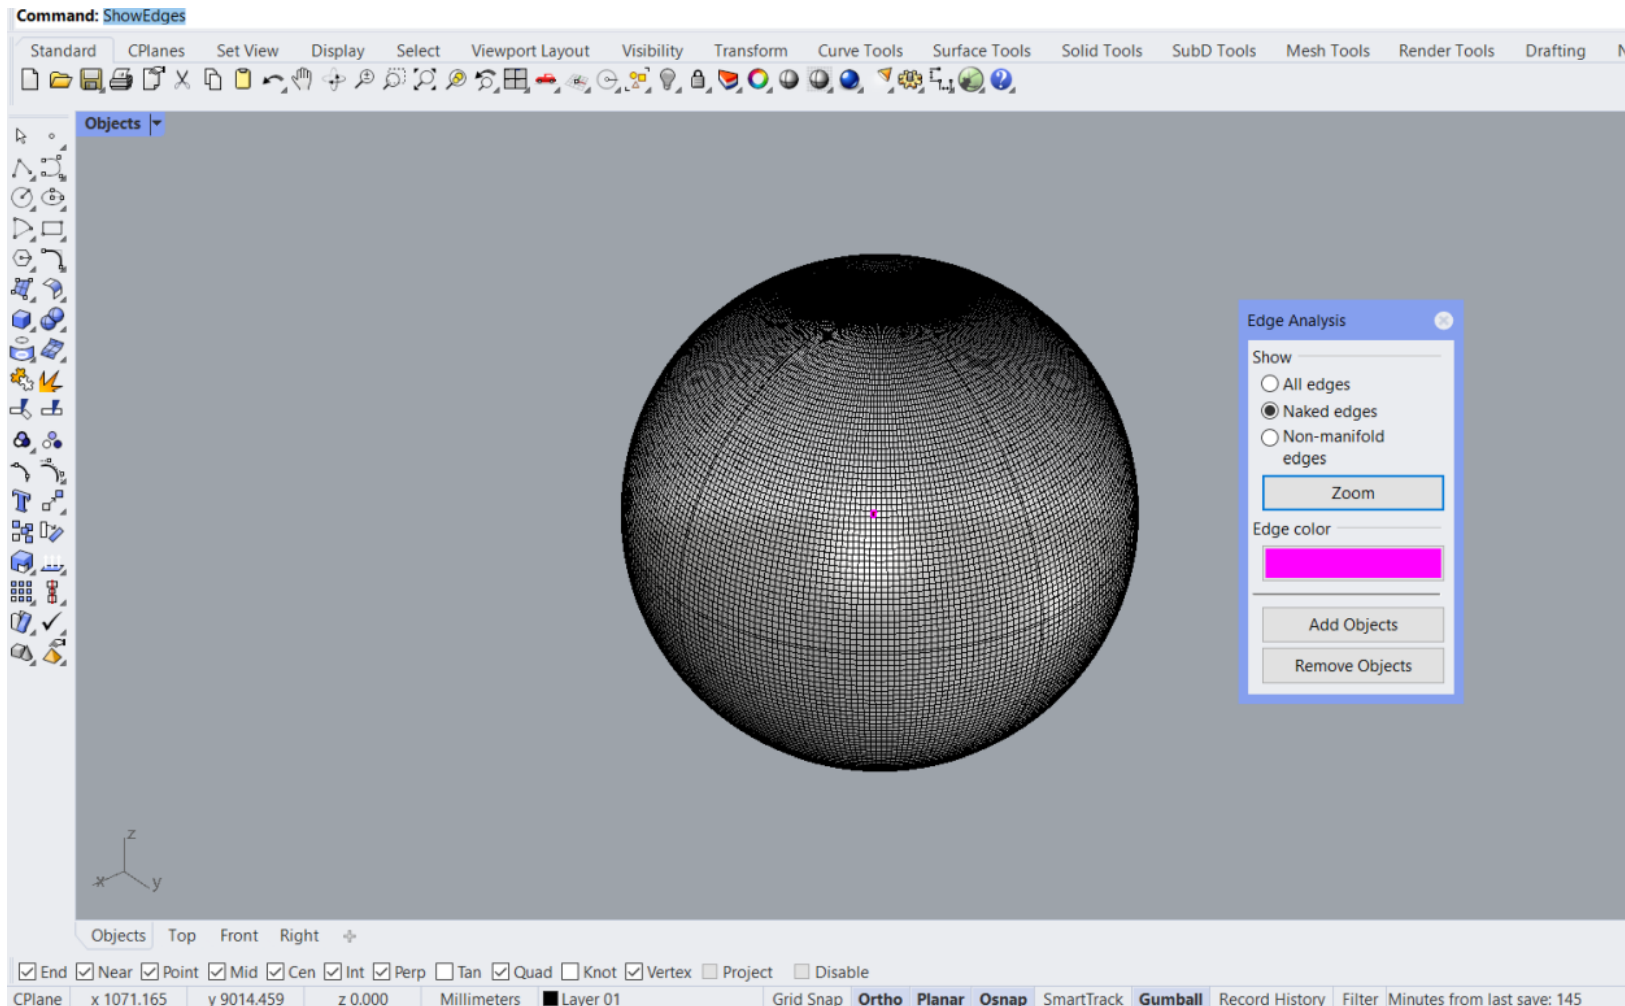 Command: ShowEdges
Standard CPlanes Set View Display Select Viewport Layout Visibility Transform Curve Tools Surface Tools Solid Tools SubD Tools Mesh Tools Render Tools Drafting
Objects
Edge Analysis
Show
All edges
Naked edges
Non-manifold
edges
Zoom
Edge color
Add Objects
Remove Objects
z
x y
Objects Top Front Right
End Near Point Mid Cen Int Perp Tan Quad Knot Vertex Project Disable
CPlane x 1071.165 y 9014.459 z 0.000 Millimeters Layer 01 Grid Snap Ortho Planar Osnap SmartTrack Gumball Record History Filter Minutes from last save: 145